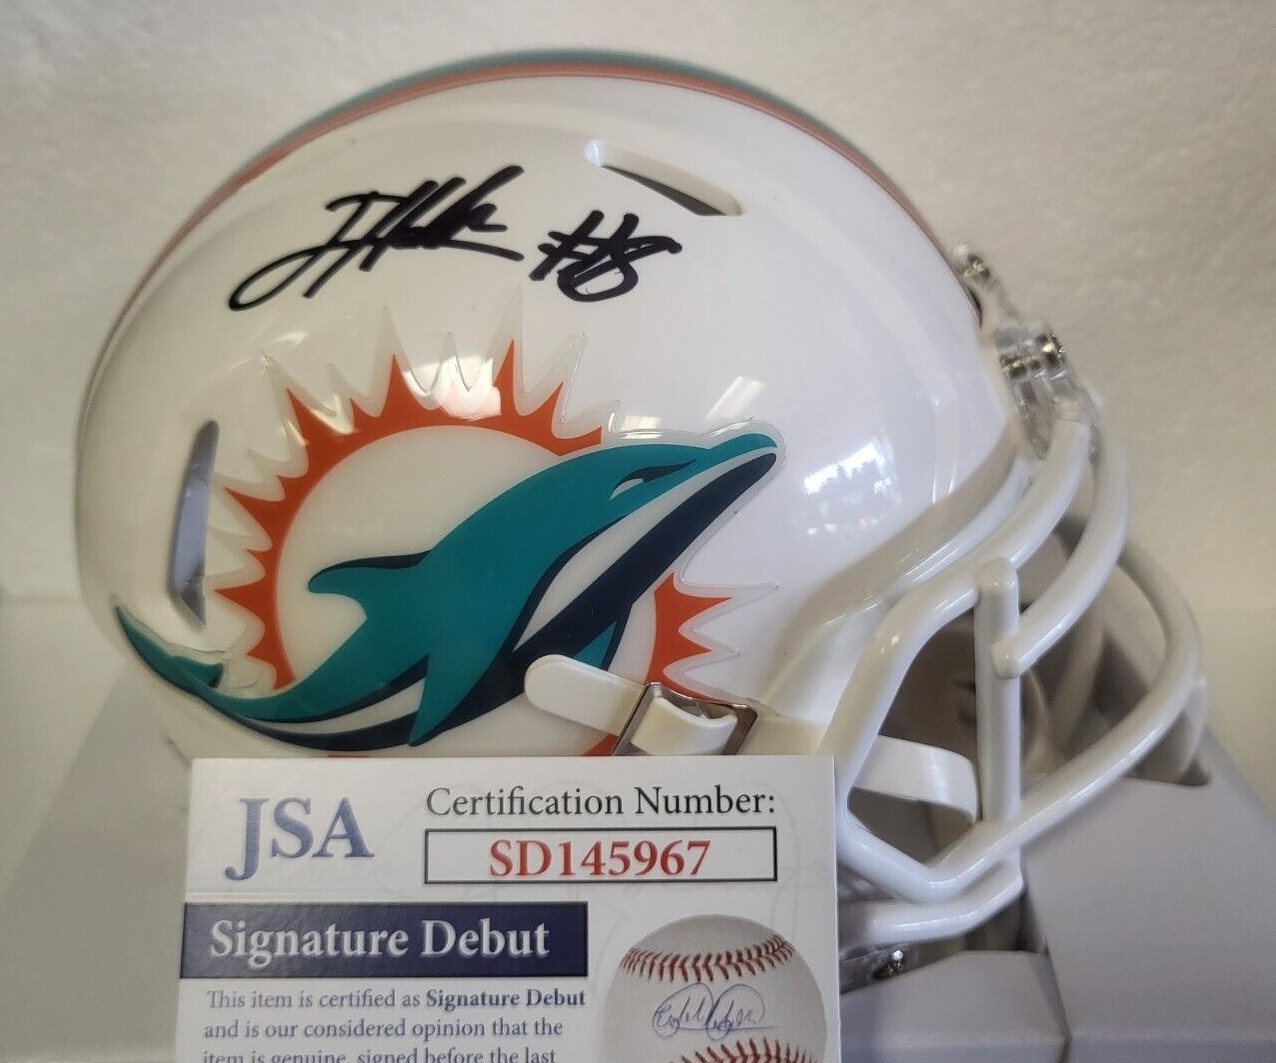 #8
JSA
Certification Number:
SD145967
Signature Debut
This item is certified as Signature Debut
and is our considered opinion that the
item is genuine, signed before the last